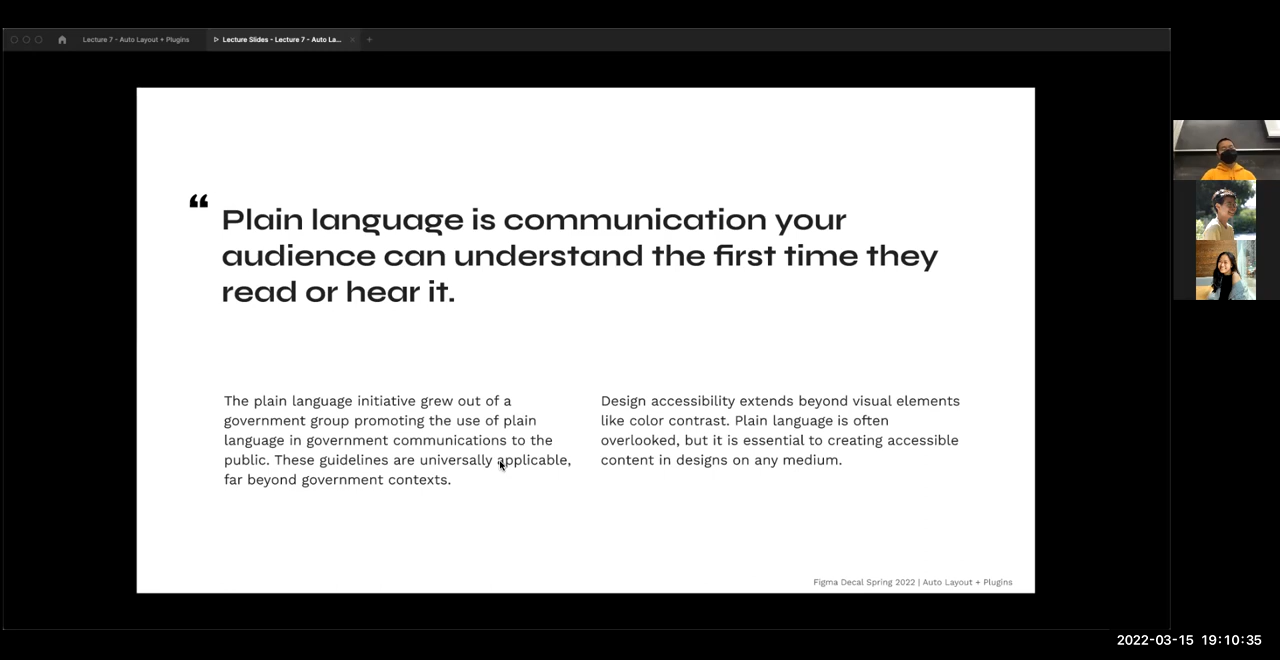 Lecture 7 - Auto Layout + Plugins
Lecture Slides - Lecture 7 - Auto La...
“
Plain language is communication your
audience can understand the first time they
read or hear it.
The plain language initiative grew out of a
government group promoting the use of plain
language in government communications to the
public. These guidelines are universally applicable,
far beyond government contexts.
Design accessibility extends beyond visual elements
like color contrast. Plain language is often
overlooked, but it is essential to creating accessible
content in designs on any medium.
Figma Decal Spring 2022 | Auto Layout + Plugins
2022-03-15 19:10:35